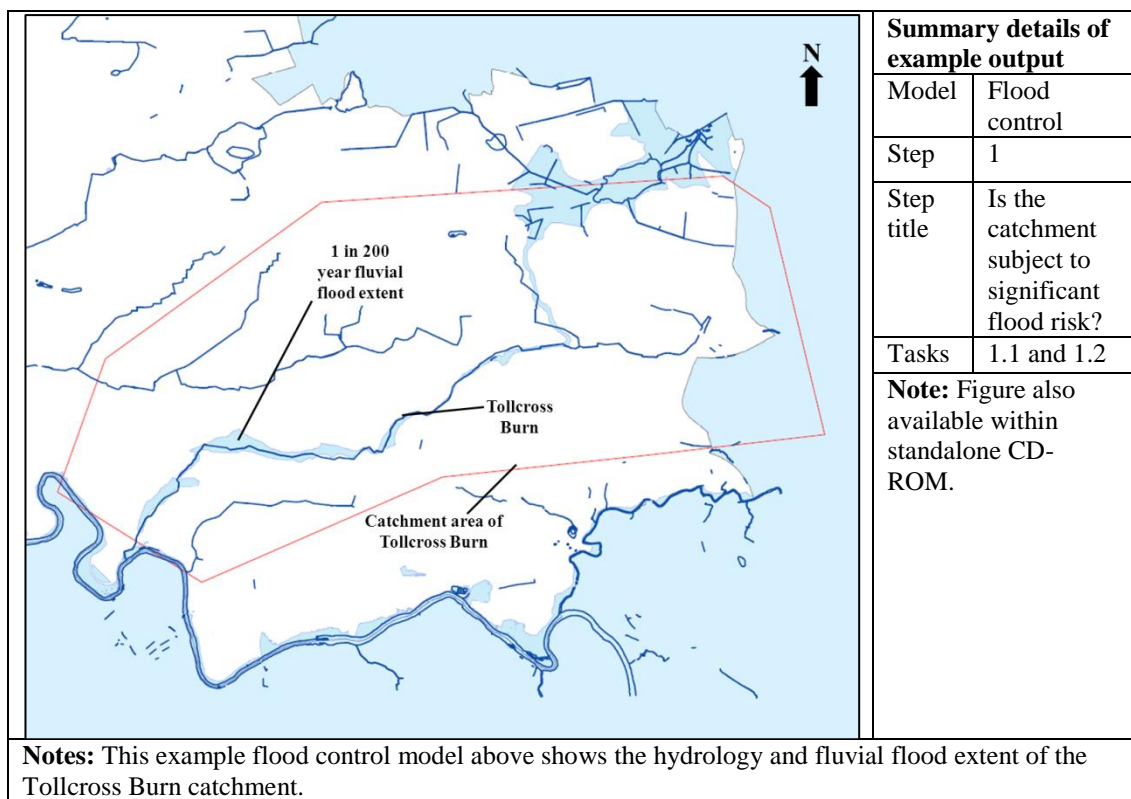 N
1 in 200
year fluvial
flood extent
Tollcross
Burn
Catchment area of
Tollcross Burn
Summary details of
example output
Model
Flood
control
Step
1
Step
title
Is the
catchment
subject to
significant
flood risk?
Tasks
1.1 and 1.2
Note: Figure also
available within
standalone CD-
ROM.
Notes: This example flood control model above shows the hydrology and fluvial flood extent of the
Tollcross Burn catchment.